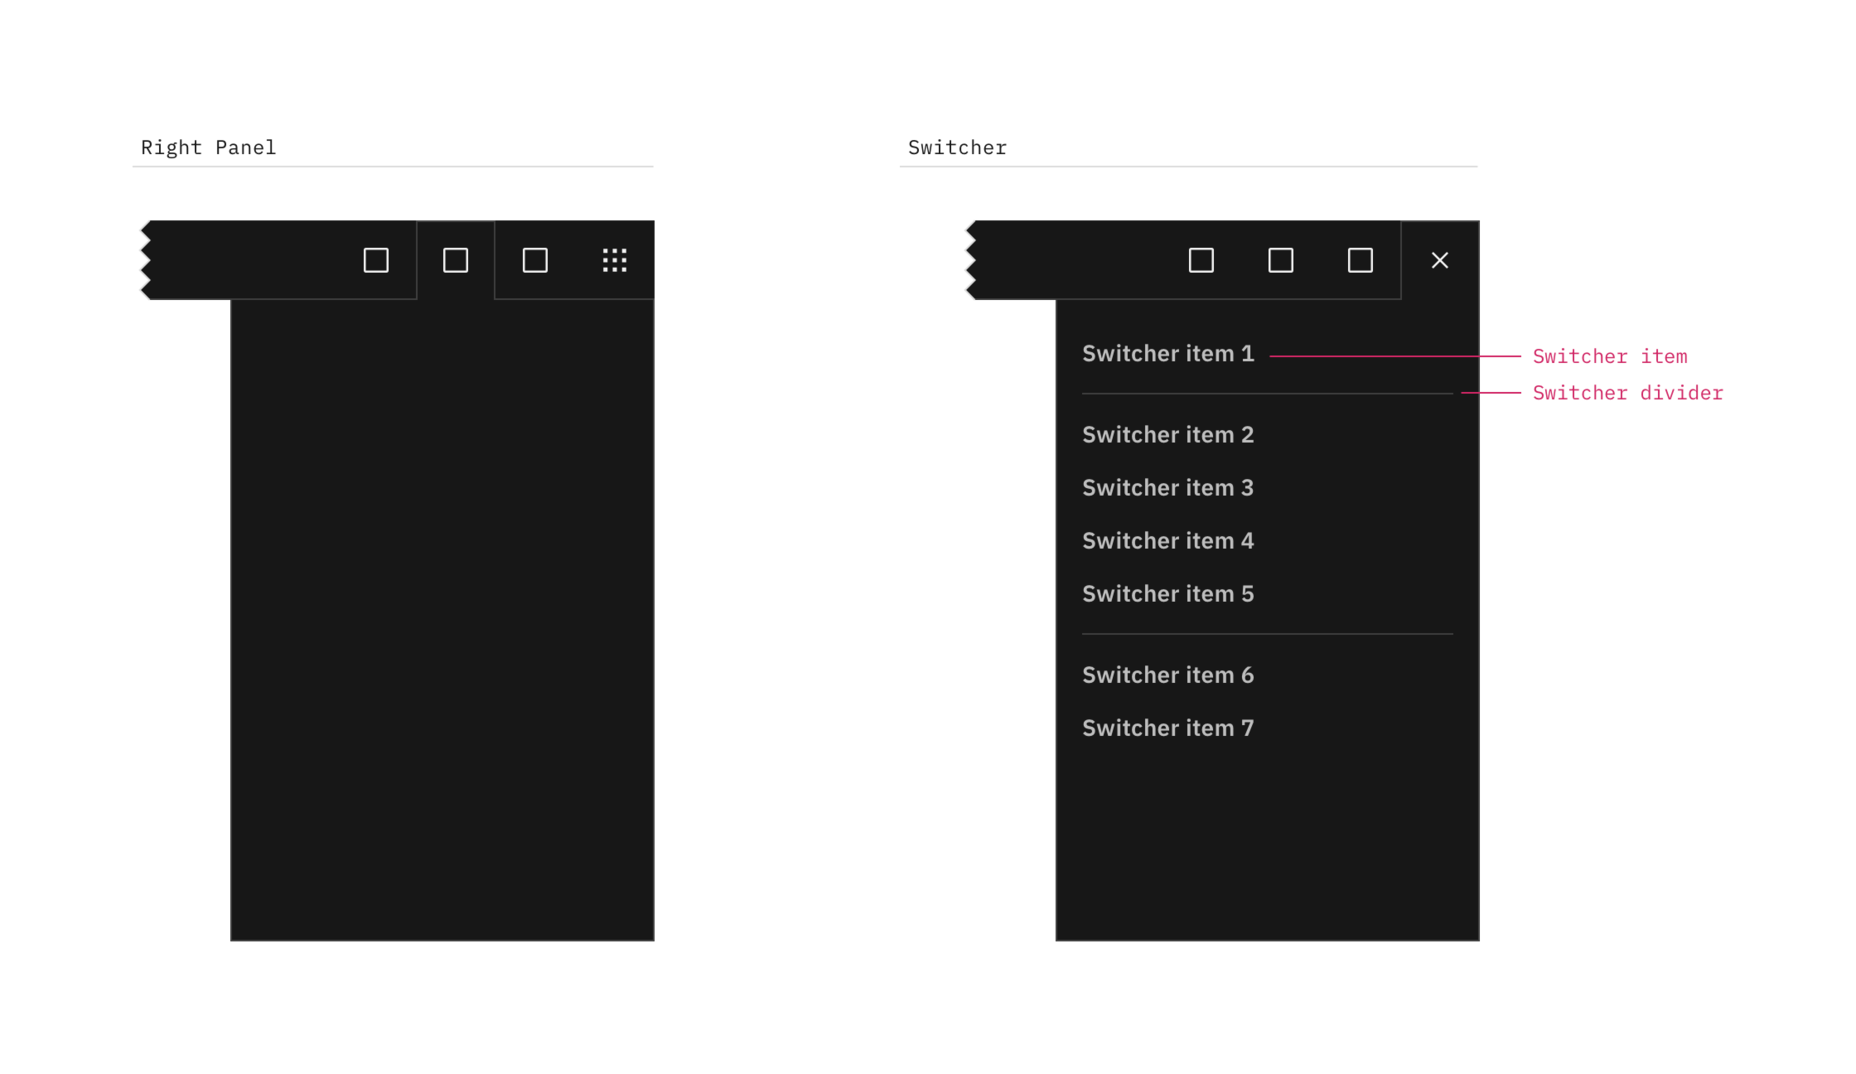 Right Panel
Switcher
Switcher item 1
Switcher item
Switcher divider
Switcher item 2
Switcher item 3
Switcher item 4
Switcher item 5
Switcher item 6
Switcher item 7